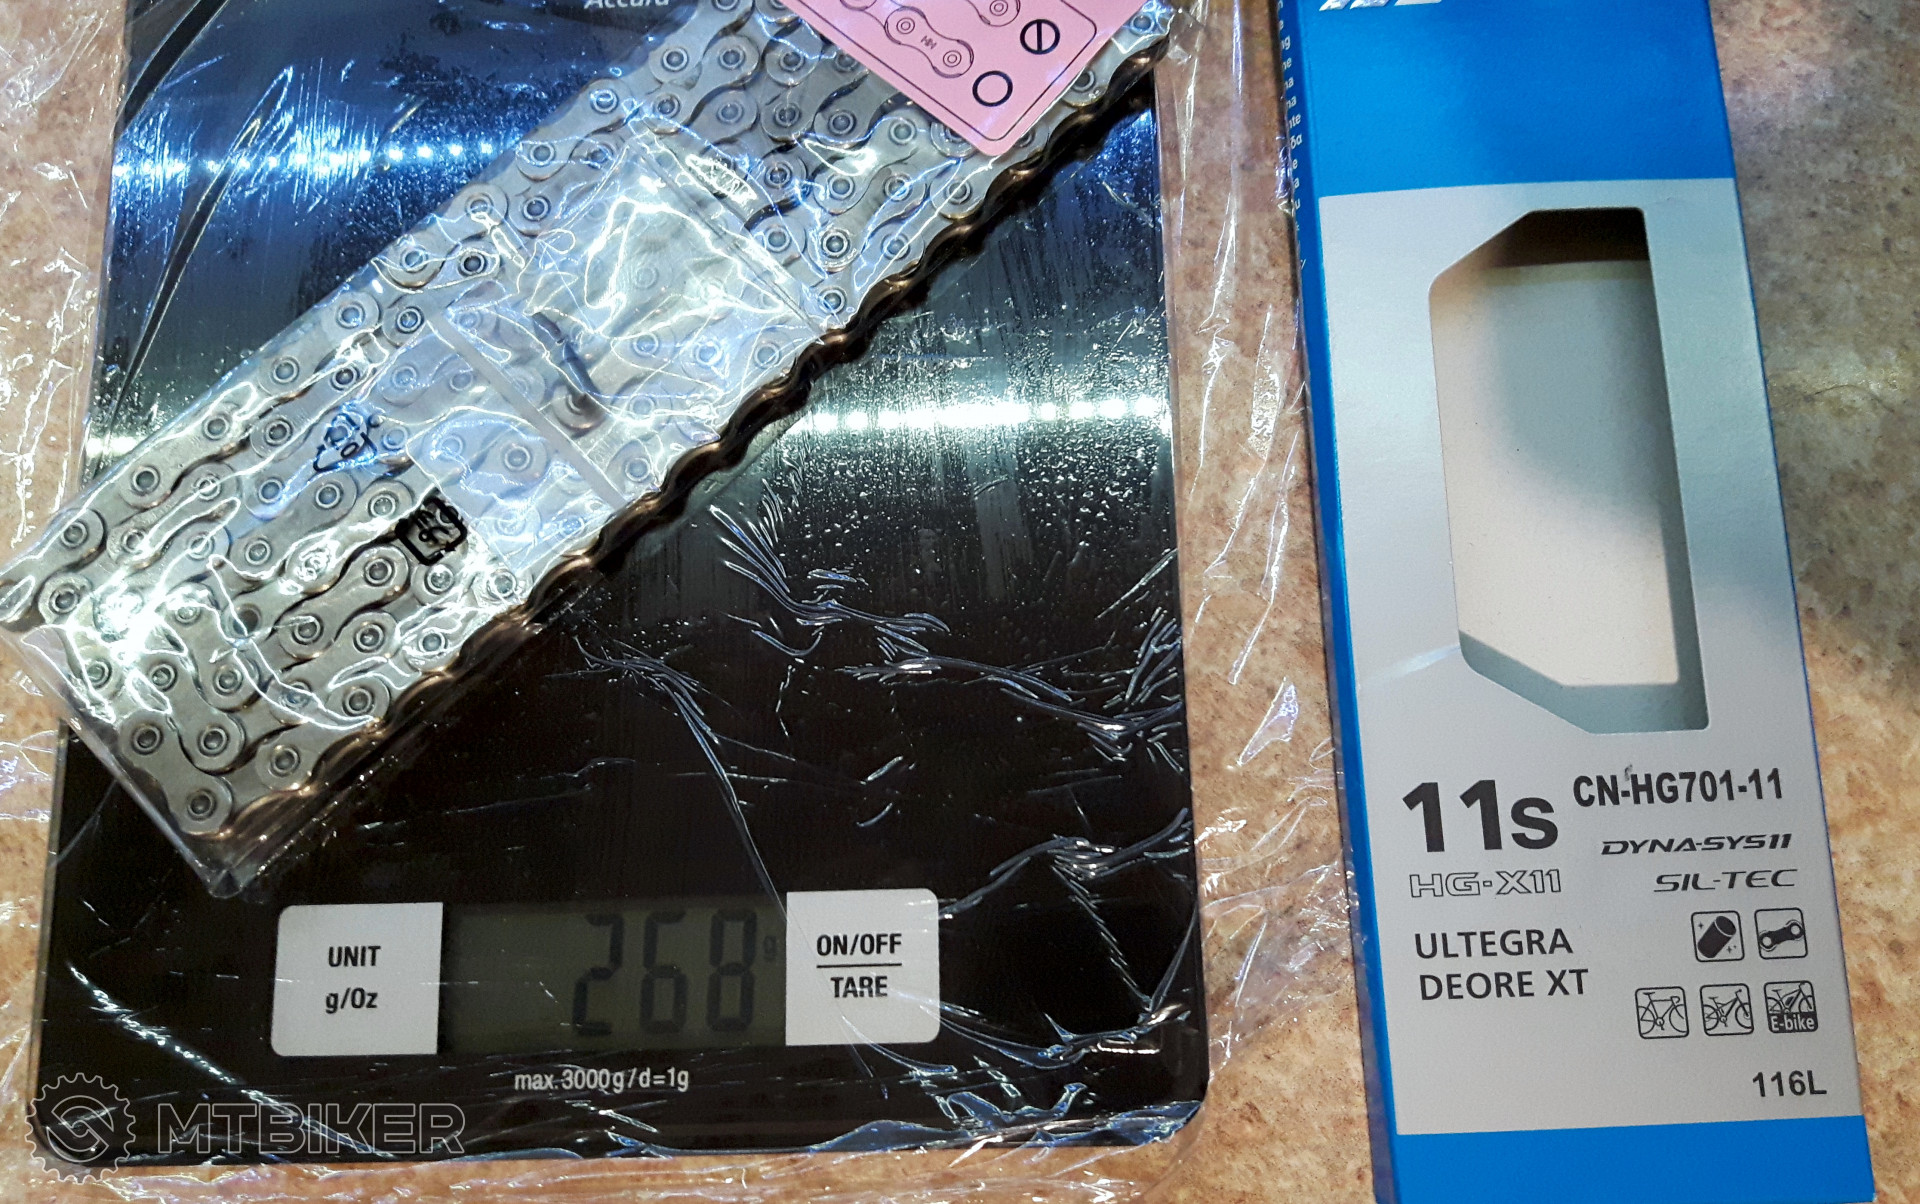 Accura
UNIT
g/Oz
268 g
ON/OFF
TARE
max.3000g/d=1g
MTBIKER
11s
CN-HG701-11
HG-X11
DYNA-SYS11
SIL-TEC
ULTEGRA
DEORE XT
E-bike
116L